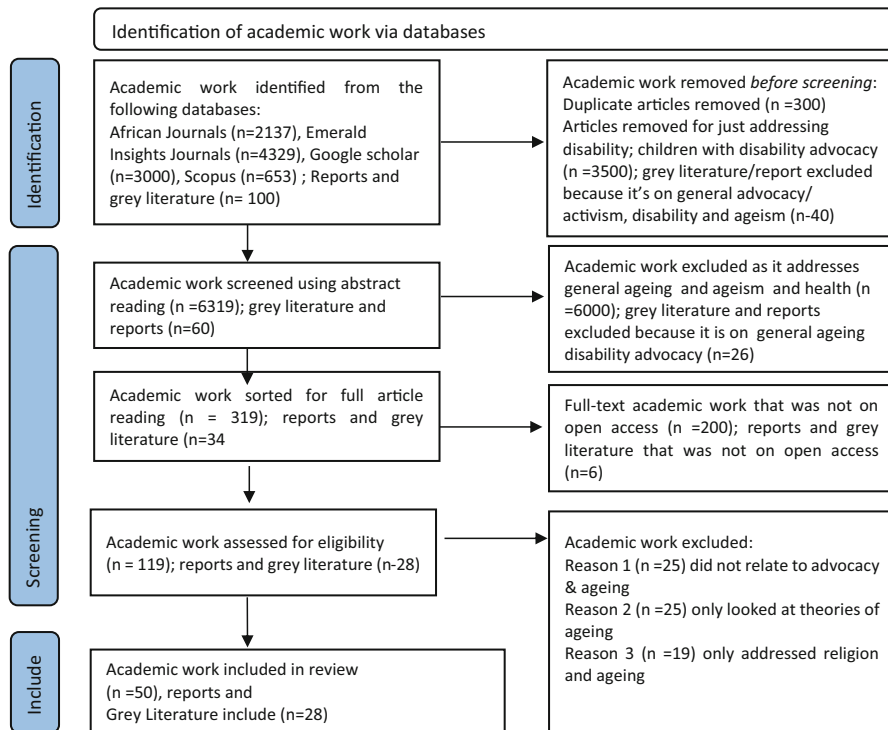 Identification of academic work via databases
Identification
Academic work identified from the
following databases:
African Journals (n=2137), Emerald
Insights Journals (n=4329), Google scholar
(n=3000), Scopus (n=653) ; Reports and
grey literature (n= 100)
Academic work removed before screening:
Duplicate articles removed (n =300)
Articles removed for just addressing
disability; children with disability advocacy
(n =3500); grey literature/report excluded
because it's on general advocacy/
activism, disability and ageism (n-40)
Screening
Academic work screened using abstract
reading (n =6319); grey literature and
reports (n=60)
Academic work excluded as it addresses
general ageing and ageism and health (n
=6000); grey literature and reports
excluded because it is on general ageing
disability advocacy (n=26)
Academic work sorted for full article
reading (n = 319); reports and grey
literature (n=34
Full-text academic work that was not on
open access (n =200); reports and grey
literature that was not on open access
(n=6)
Academic work assessed for eligibility
(n = 119); reports and grey literature (n-28)
Academic work excluded:
Reason 1 (n =25) did not relate to advocacy
& ageing
Reason 2 (n =25) only looked at theories of
ageing
Reason 3 (n =19) only addressed religion
and ageing
Include
Academic work included in review
(n =50), reports and
Grey Literature include (n=28)